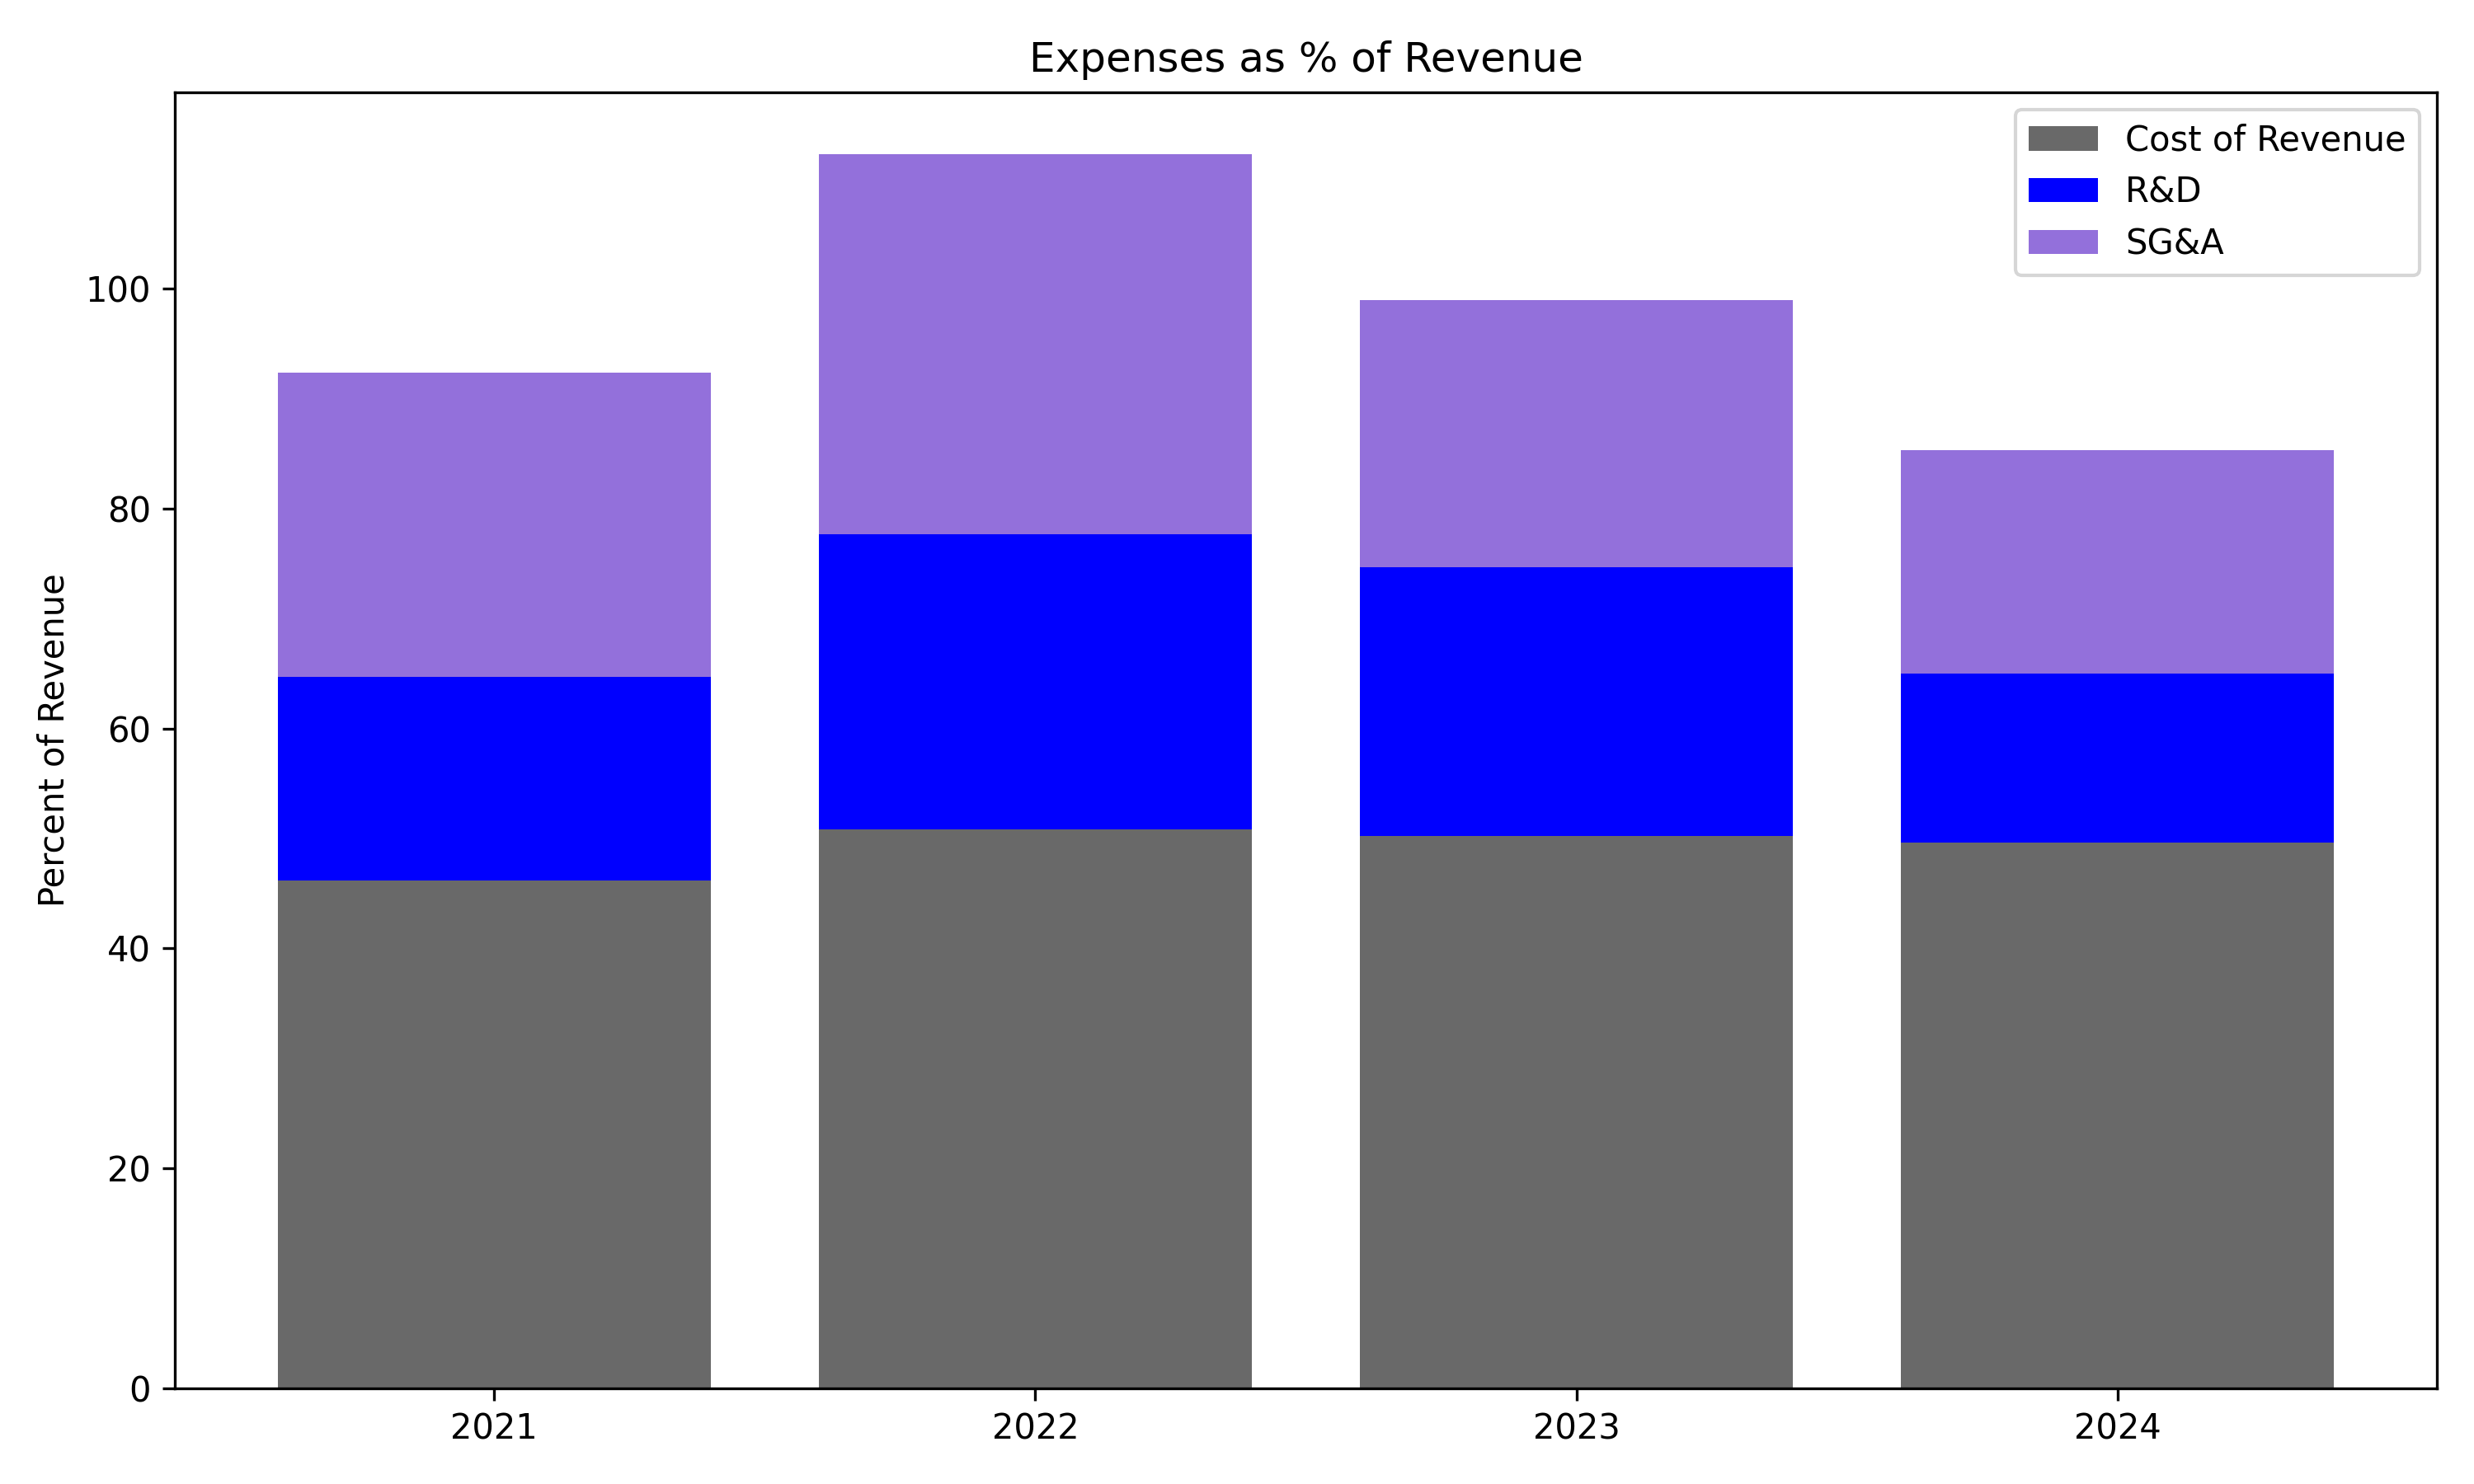 Expenses as % of Revenue
Cost of Revenue
R&D
SG&A
Percent of Revenue
100
80
60
40
20
0
2021
2022
2023
2024